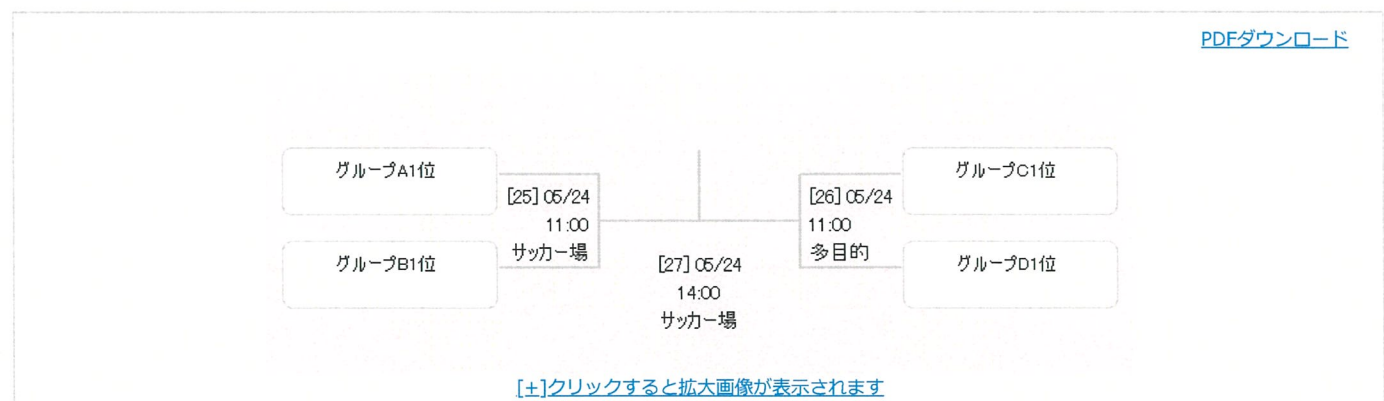 PDFダウンロード
グループA1位
グループC1位
[25] 05/24
11:00
サッカー場
[26] 05/24
11:00
多目的
グループB1位
グループD1位
[27] 05/24
14:00
サッカー場
[+]クリックすると拡大画像が表示されます